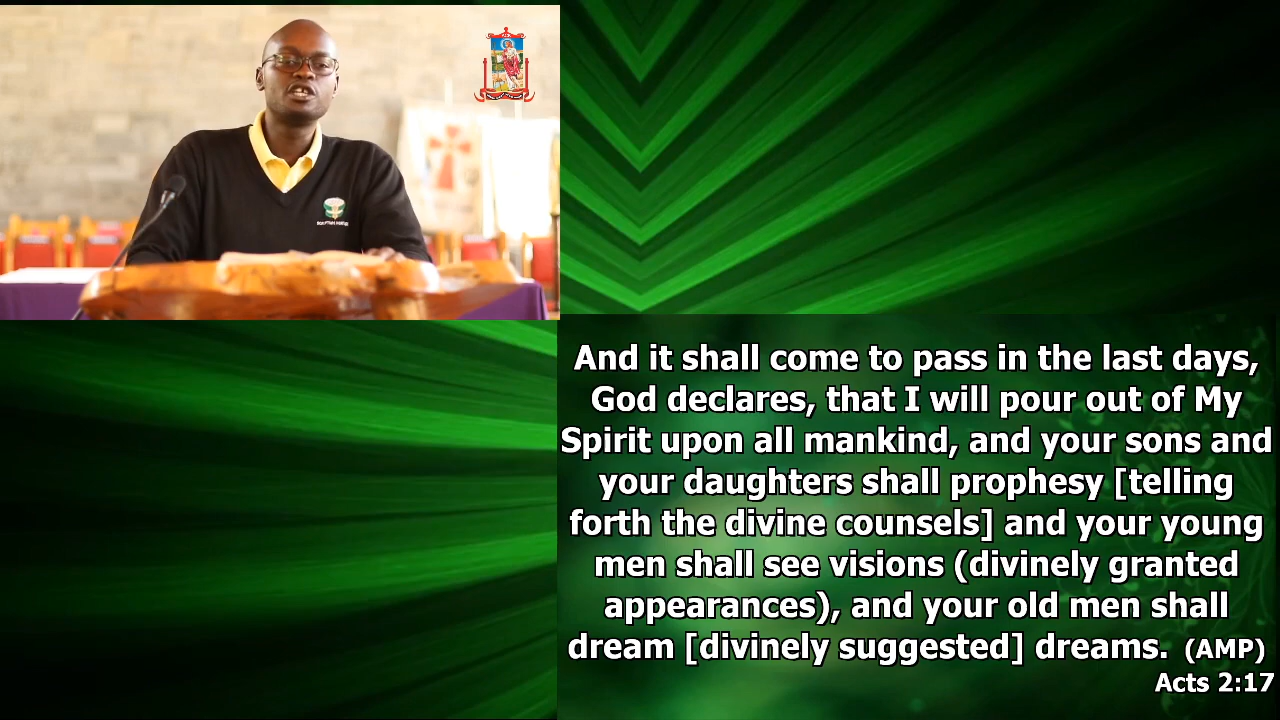 And it shall come to pass in the last days,
God declares, that I will pour out of My
Spirit upon all mankind, and your sons and
your daughters shall prophesy [telling
forth the divine counsels] and your young
men shall see visions (divinely granted
appearances), and your old men shall
dream [divinely suggested] dreams. (AMP)
Acts 2:17